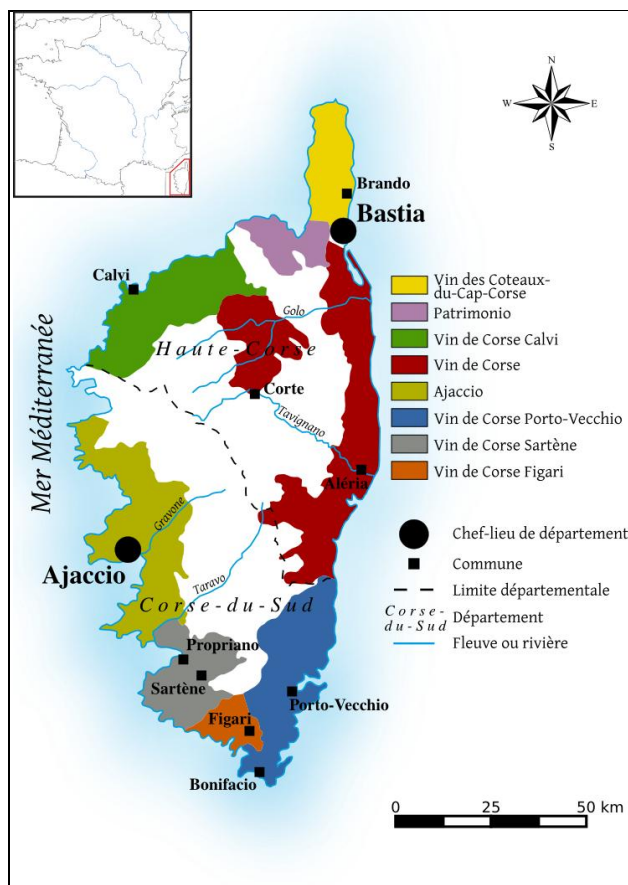 N
W
E
S
Brando
Bastia
Calvi
Golo
Haute-Corse
Corte
Tavignano
Mer Méditerranée
Aléria
Gravone
Ajaccio
Taravo
Corse-du-Sud
Propriano
Sartène
Porto-Vecchio
Figari
Bonifacio
Vin des Coteaux-
du-Cap-Corse
Patrimonio
Vin de Corse Calvi
Vin de Corse
Ajaccio
Vin de Corse Porto-Vecchio
Vin de Corse Sartène
Vin de Corse Figari
Chef-lieu de département
Commune
Limite départementale
Corse-
du-Sud
Département
Fleuve ou rivière
0 25 50 km